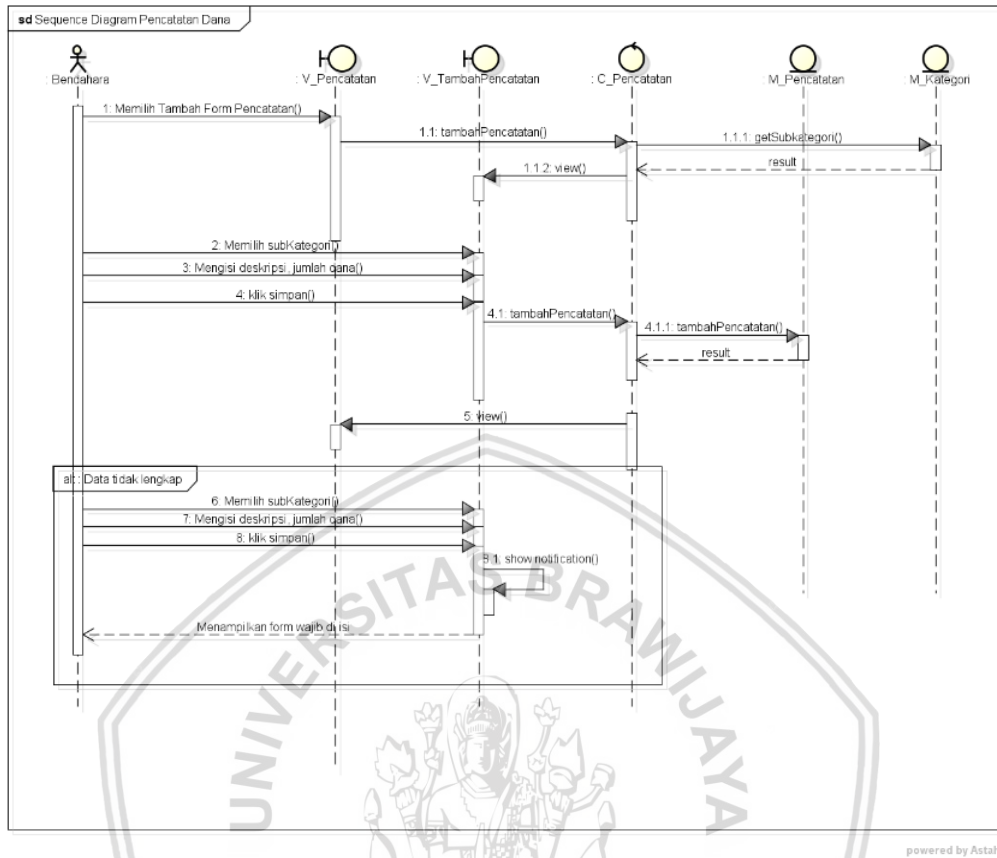 sd Sequence Diagram Pencatatan Dana
: Bendahara
: V_Pencatatan
: V_TambahPencatatan
: C_Pencatatan
: M_Pencatatan
: M_Kategori
1: Memilih Tambah Form Pencatatan()
1.1: tambahPencatatan()
1.1.1: getSubkategori()
result
1.1.2: view()
2: Memilih subKategori()
3: Mengisi deskripsi, jumlah dana()
4: klik simpan()
4.1: tambahPencatatan()
4.1.1: tambahPencatatan()
result
5: view()
alt : Data tidak lengkap
6: Memilih subKategori()
7: Mengisi deskripsi, jumlah dana()
8: klik simpan()
8.1: show notification()
Menampilkan form wajib di isi
UNIVERSITAS BRAWIJAYA
powered by Astah